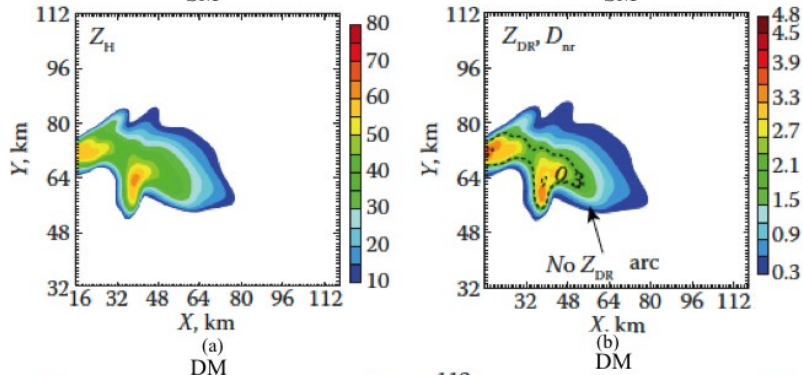 112
96
80
64
48
32
Y, km
Z_H
16 32 48 64 80 96 112
X, km
80
70
60
50
40
30
20
10
(a)
DM
112
96
80
64
48
32
Y, km
Z_DR, D_nr
0.3
No Z_DR arc
32 48 64 80 96 112
X, km
4.8
4.5
3.9
3.3
2.7
2.1
1.5
0.9
0.3
(b)
DM